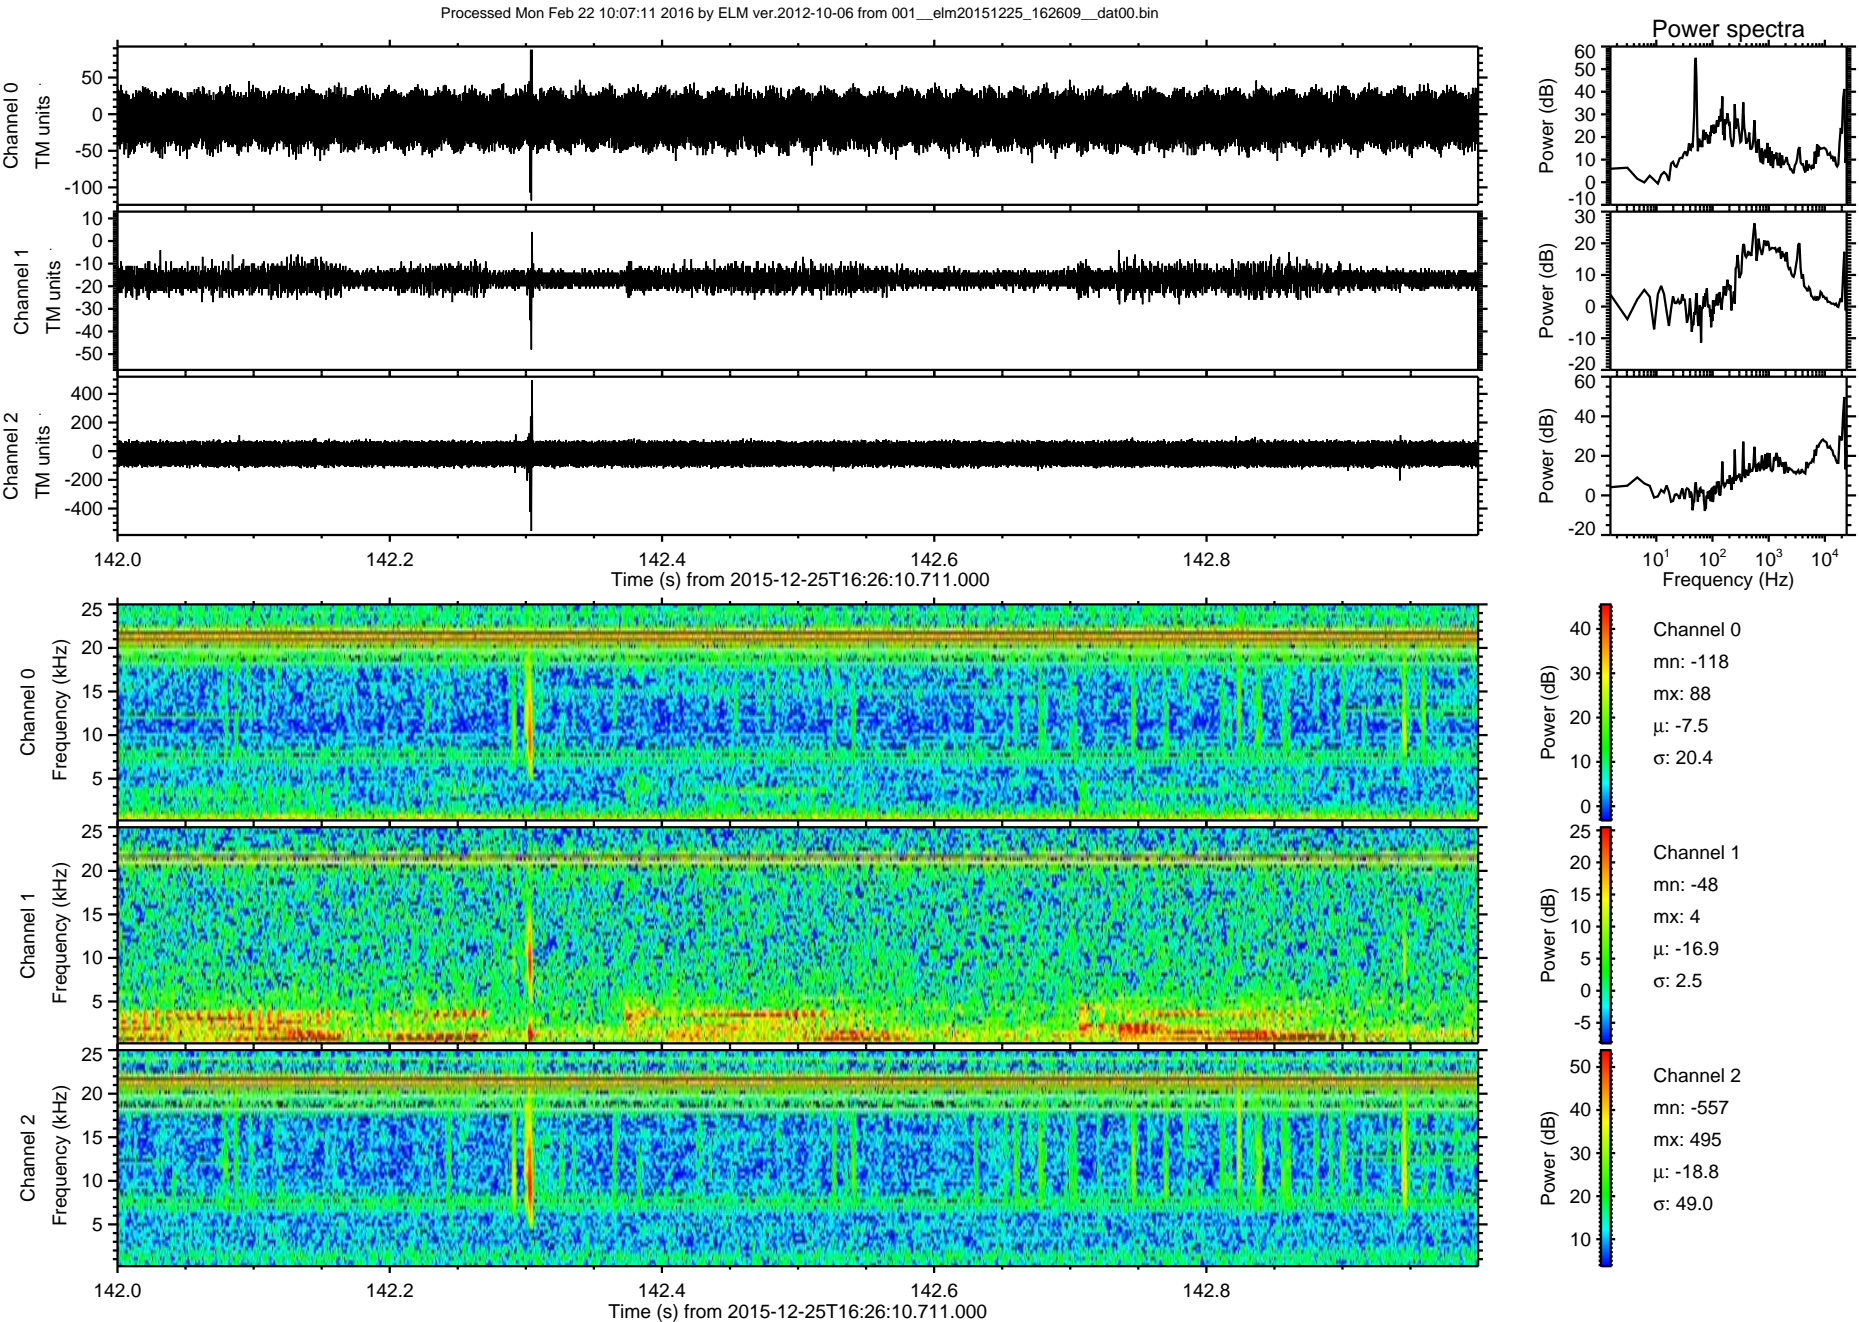 Processed Mon Feb 22 10:07:11 2016 by ELM ver.2012-10-06 from 001__elm20151225_162609__dat00.bin
Power spectra
Channel 0
TM units
50
0
-50
-100
Power (dB)
60
50
40
30
20
10
0
-10
Channel 1
TM units
10
0
-10
-20
-30
-40
-50
Power (dB)
30
20
10
0
-10
-20
Channel 2
TM units
400
200
0
-200
-400
Power (dB)
60
40
20
0
-20
142.0 142.2 142.4 142.6 142.8
Time (s) from 2015-12-25T16:26:10.711.000
10¹ 10² 10³ 10⁴
Frequency (Hz)
Channel 0
Frequency (kHz)
25
20
15
10
5
Power (dB)
40
30
20
10
0
Channel 0
mn: -118
mx: 88
μ: -7.5
σ: 20.4
Channel 1
Frequency (kHz)
25
20
15
10
5
Power (dB)
25
20
15
10
5
0
-5
Channel 1
mn: -48
mx: 4
μ: -16.9
σ: 2.5
Channel 2
Frequency (kHz)
25
20
15
10
5
Power (dB)
50
40
30
20
10
Channel 2
mn: -557
mx: 495
μ: -18.8
σ: 49.0
142.0 142.2 142.4 142.6 142.8
Time (s) from 2015-12-25T16:26:10.711.000